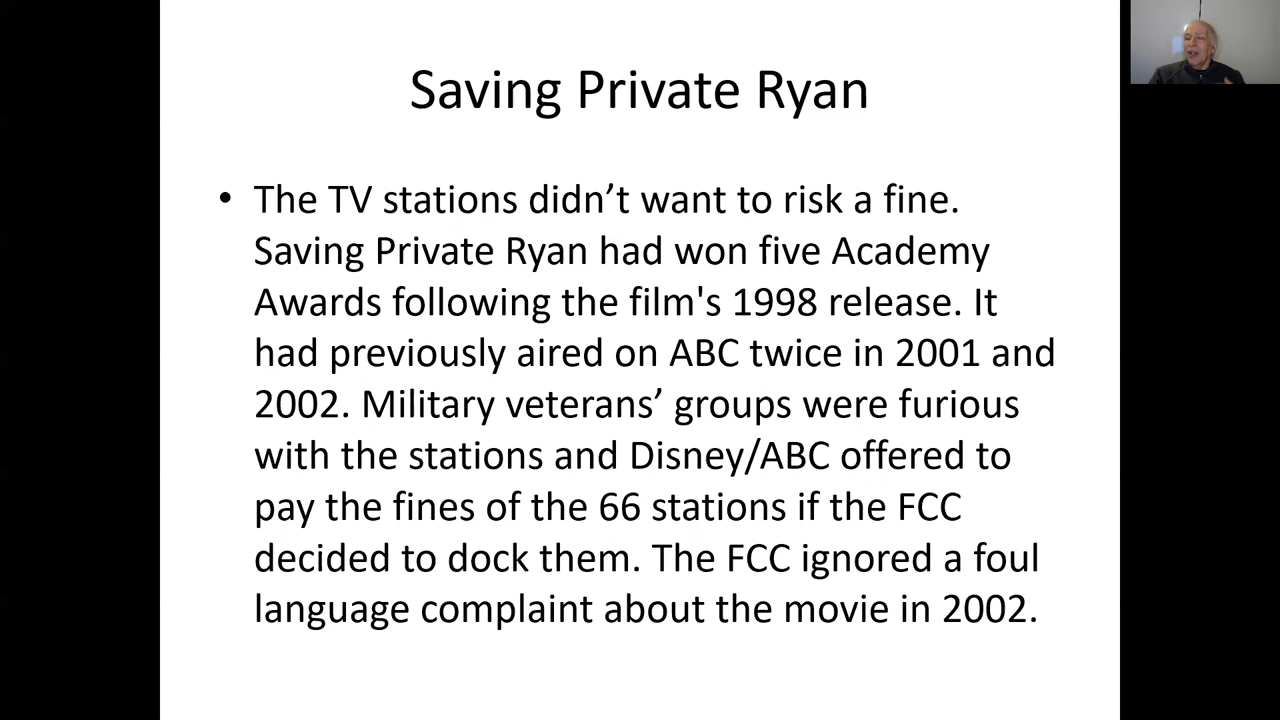 Saving Private Ryan
• The TV stations didn’t want to risk a fine.
Saving Private Ryan had won five Academy
Awards following the film's 1998 release. It
had previously aired on ABC twice in 2001 and
2002. Military veterans’ groups were furious
with the stations and Disney/ABC offered to
pay the fines of the 66 stations if the FCC
decided to dock them. The FCC ignored a foul
language complaint about the movie in 2002.